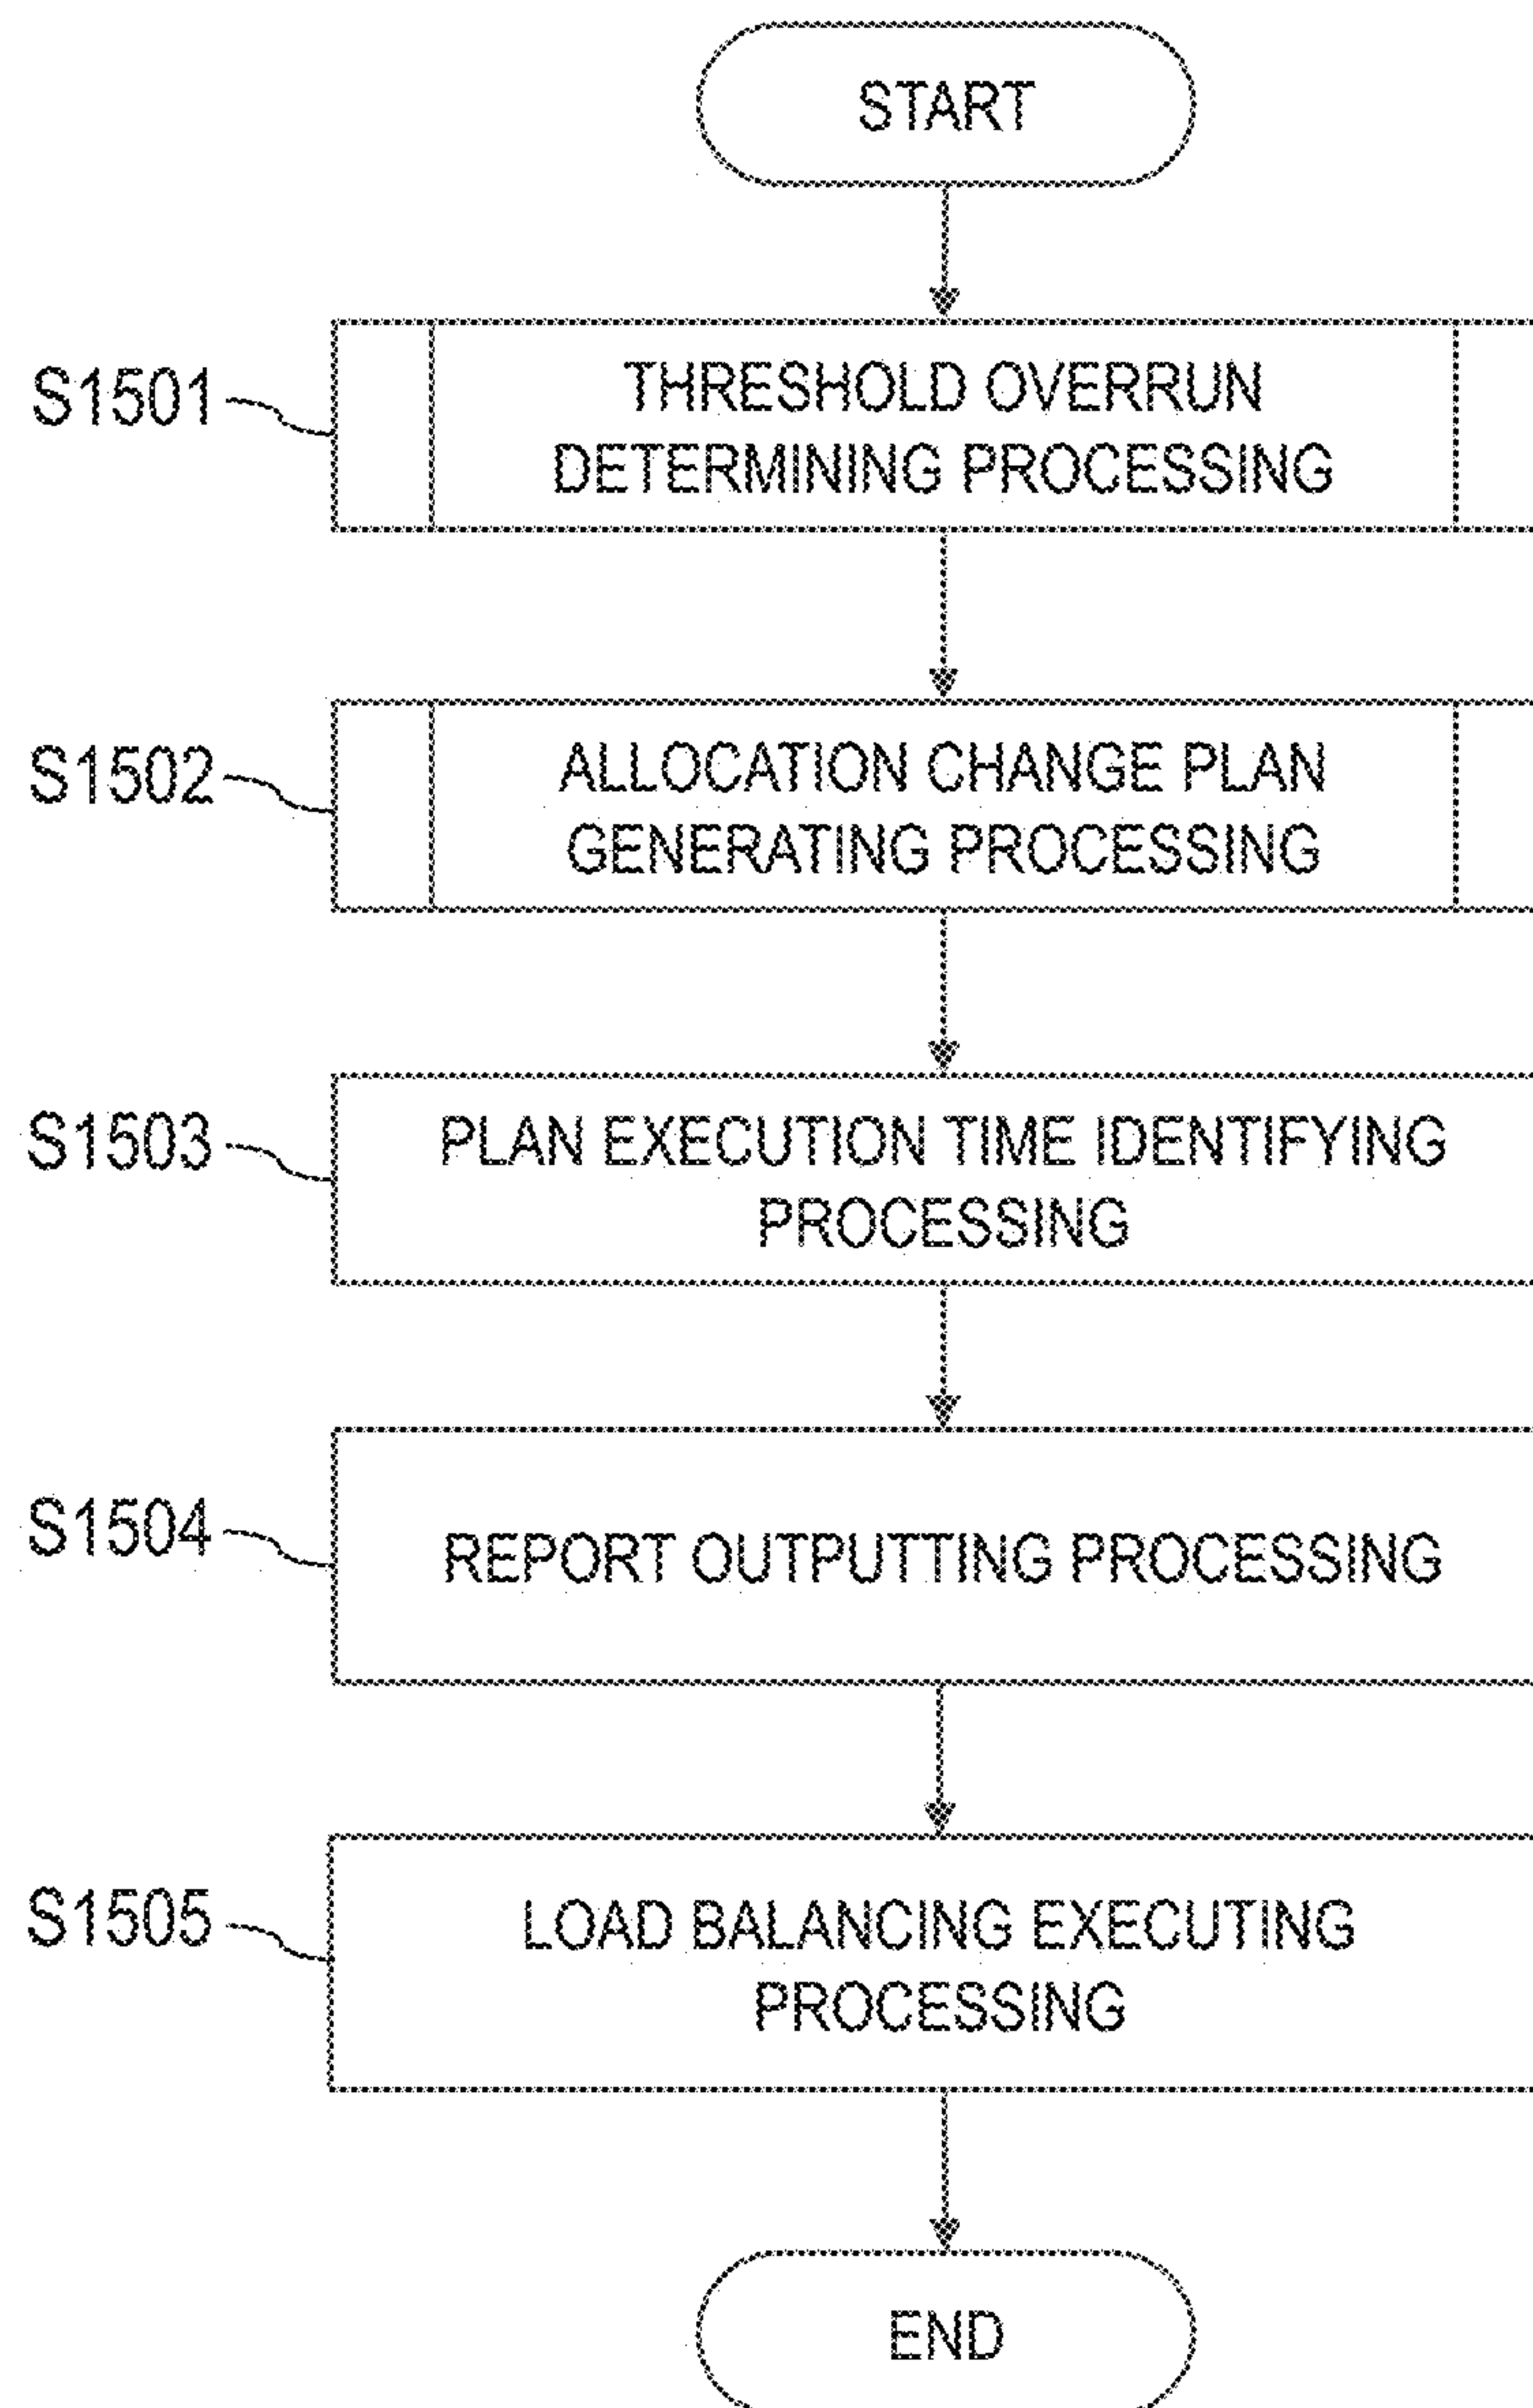 START
S1501
THRESHOLD OVERRUN
DETERMINING PROCESSING
S1502
ALLOCATION CHANGE PLAN
GENERATING PROCESSING
S1503
PLAN EXECUTION TIME IDENTIFYING
PROCESSING
S1504
REPORT OUTPUTTING PROCESSING
S1505
LOAD BALANCING EXECUTING
PROCESSING
END